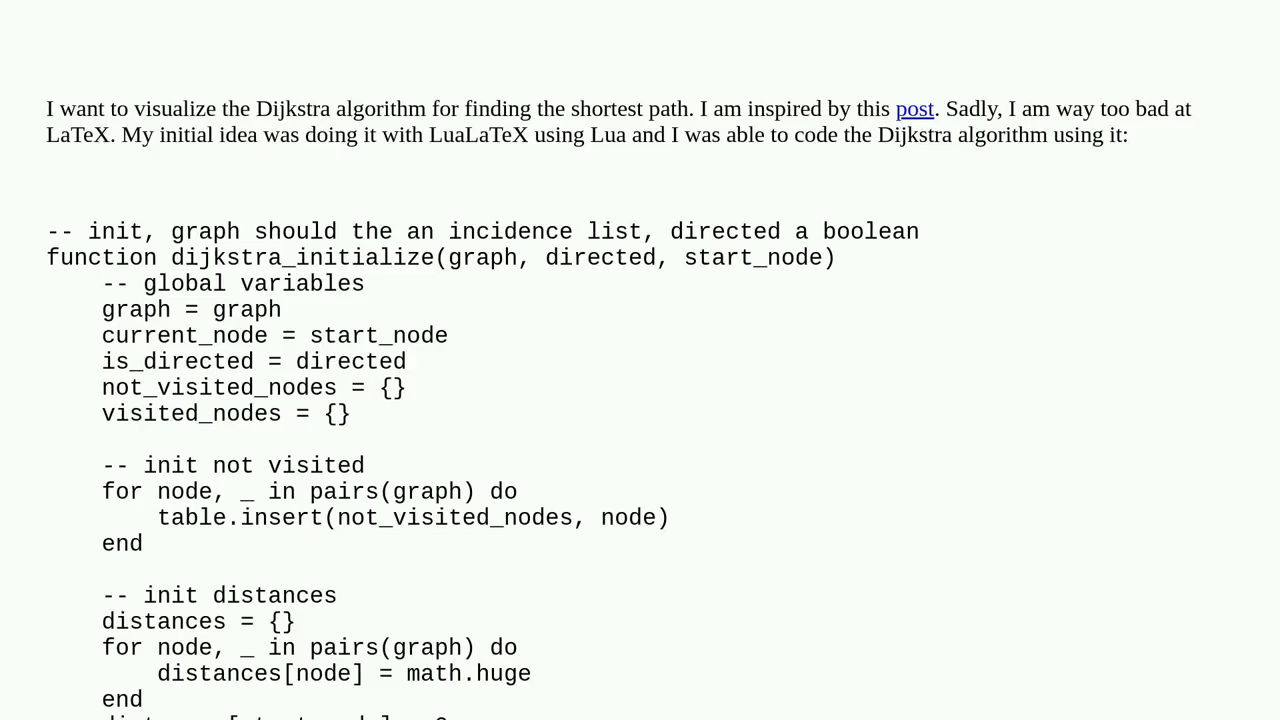 I want to visualize the Dijkstra algorithm for finding the shortest path. I am inspired by this post. Sadly, I am way too bad at
LaTeX. My initial idea was doing it with LuaLaTeX using Lua and I was able to code the Dijkstra algorithm using it:
-- init, graph should the an incidence list, directed a boolean
function dijkstra_initialize(graph, directed, start_node)
    -- global variables
    graph = graph
    current_node = start_node
    is_directed = directed
    not_visited_nodes = {}
    visited_nodes = {}
    -- init not visited
    for node, _ in pairs(graph) do
        table.insert(not_visited_nodes, node)
    end
    -- init distances
    distances = {}
    for node, _ in pairs(graph) do
        distances[node] = math.huge
    end